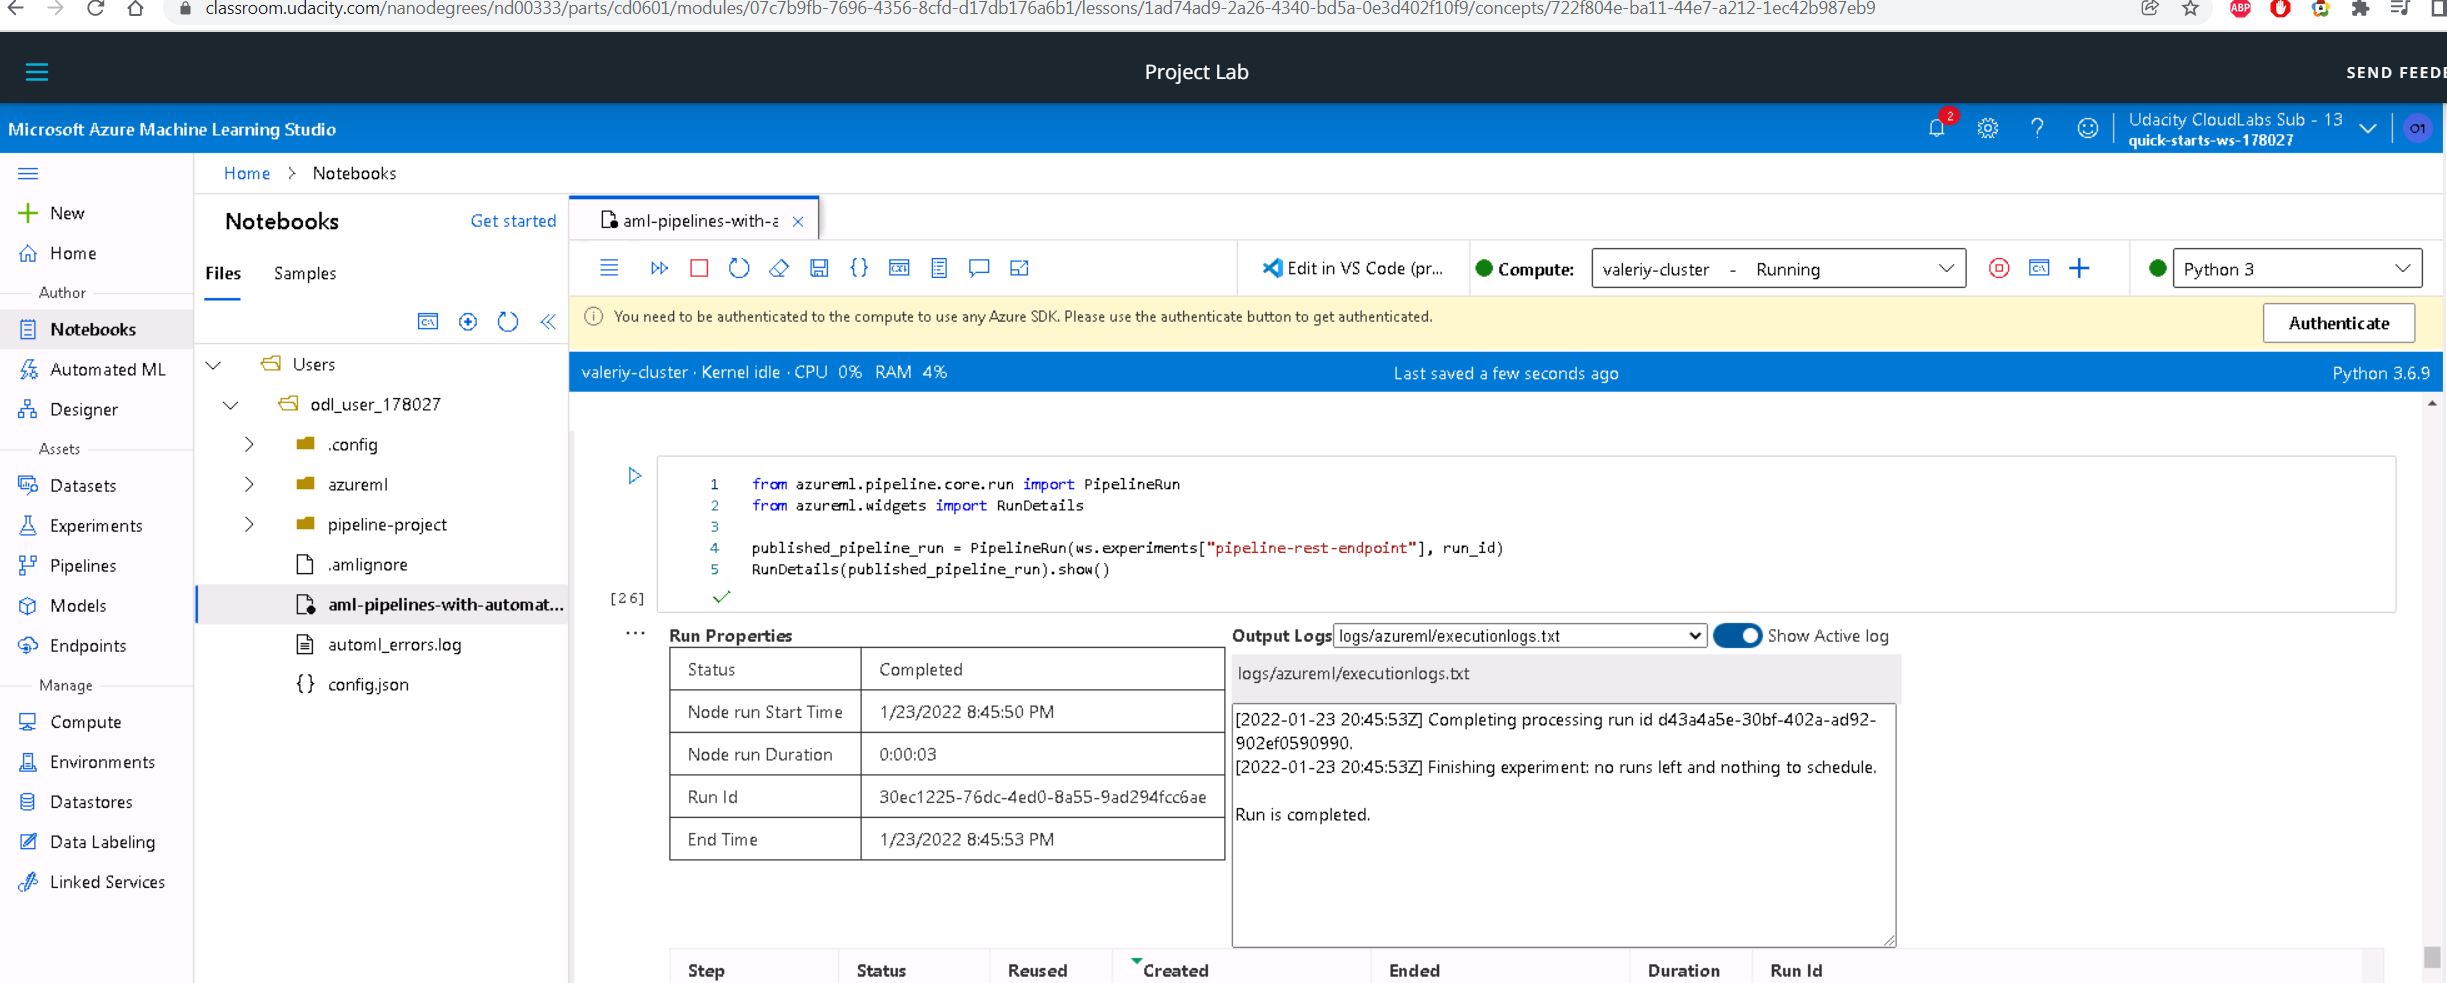 classroom.udacity.com/nanodegrees/nd00333/parts/cd0601/modules/07c7b9fb-7696-4356-8cfd-d17db176a6b1/lessons/1ad74ad9-2a26-4340-bd5a-0e3d402f10f9/concepts/722f804e-ba11-44e7-a212-1ec42b987eb9
ABP
Project Lab
SEND FEEDB
Microsoft Azure Machine Learning Studio
2
Udacity CloudLabs Sub - 13
quick-starts-ws-178027
O1
Home > Notebooks
New
Home
Author
Notebooks
Automated ML
Designer
Assets
Datasets
Experiments
Pipelines
Models
Endpoints
Manage
Compute
Environments
Datastores
Data Labeling
Linked Services
Notebooks
Get started
Files
Samples
Users
odl_user_178027
.config
azureml
pipeline-project
.amlignore
aml-pipelines-with-automat...
automl_errors.log
{} config.json
aml-pipelines-with-a
Edit in VS Code (pr...
Compute: valeriy-cluster - Running
Python 3
You need to be authenticated to the compute to use any Azure SDK. Please use the authenticate button to get authenticated.
Authenticate
valeriy-cluster · Kernel idle · CPU 0% RAM 4%
Last saved a few seconds ago
Python 3.6.9
1 from azureml.pipeline.core.run import PipelineRun
2 from azureml.widgets import RunDetails
3
4 published_pipeline_run = PipelineRun(ws.experiments["pipeline-rest-endpoint"], run_id)
5 RunDetails(published_pipeline_run).show()
[26]
...
Run Properties
Status Completed
Node run Start Time 1/23/2022 8:45:50 PM
Node run Duration 0:00:03
Run Id 30ec1225-76dc-4ed0-8a55-9ad294fcc6ae
End Time 1/23/2022 8:45:53 PM
Output Logs logs/azureml/executionlogs.txt Show Active log
logs/azureml/executionlogs.txt
[2022-01-23 20:45:53Z] Completing processing run id d43a4a5e-30bf-402a-ad92-
902ef0590990.
[2022-01-23 20:45:53Z] Finishing experiment: no runs left and nothing to schedule.
Run is completed.
Step Status Reused Created Ended Duration Run Id